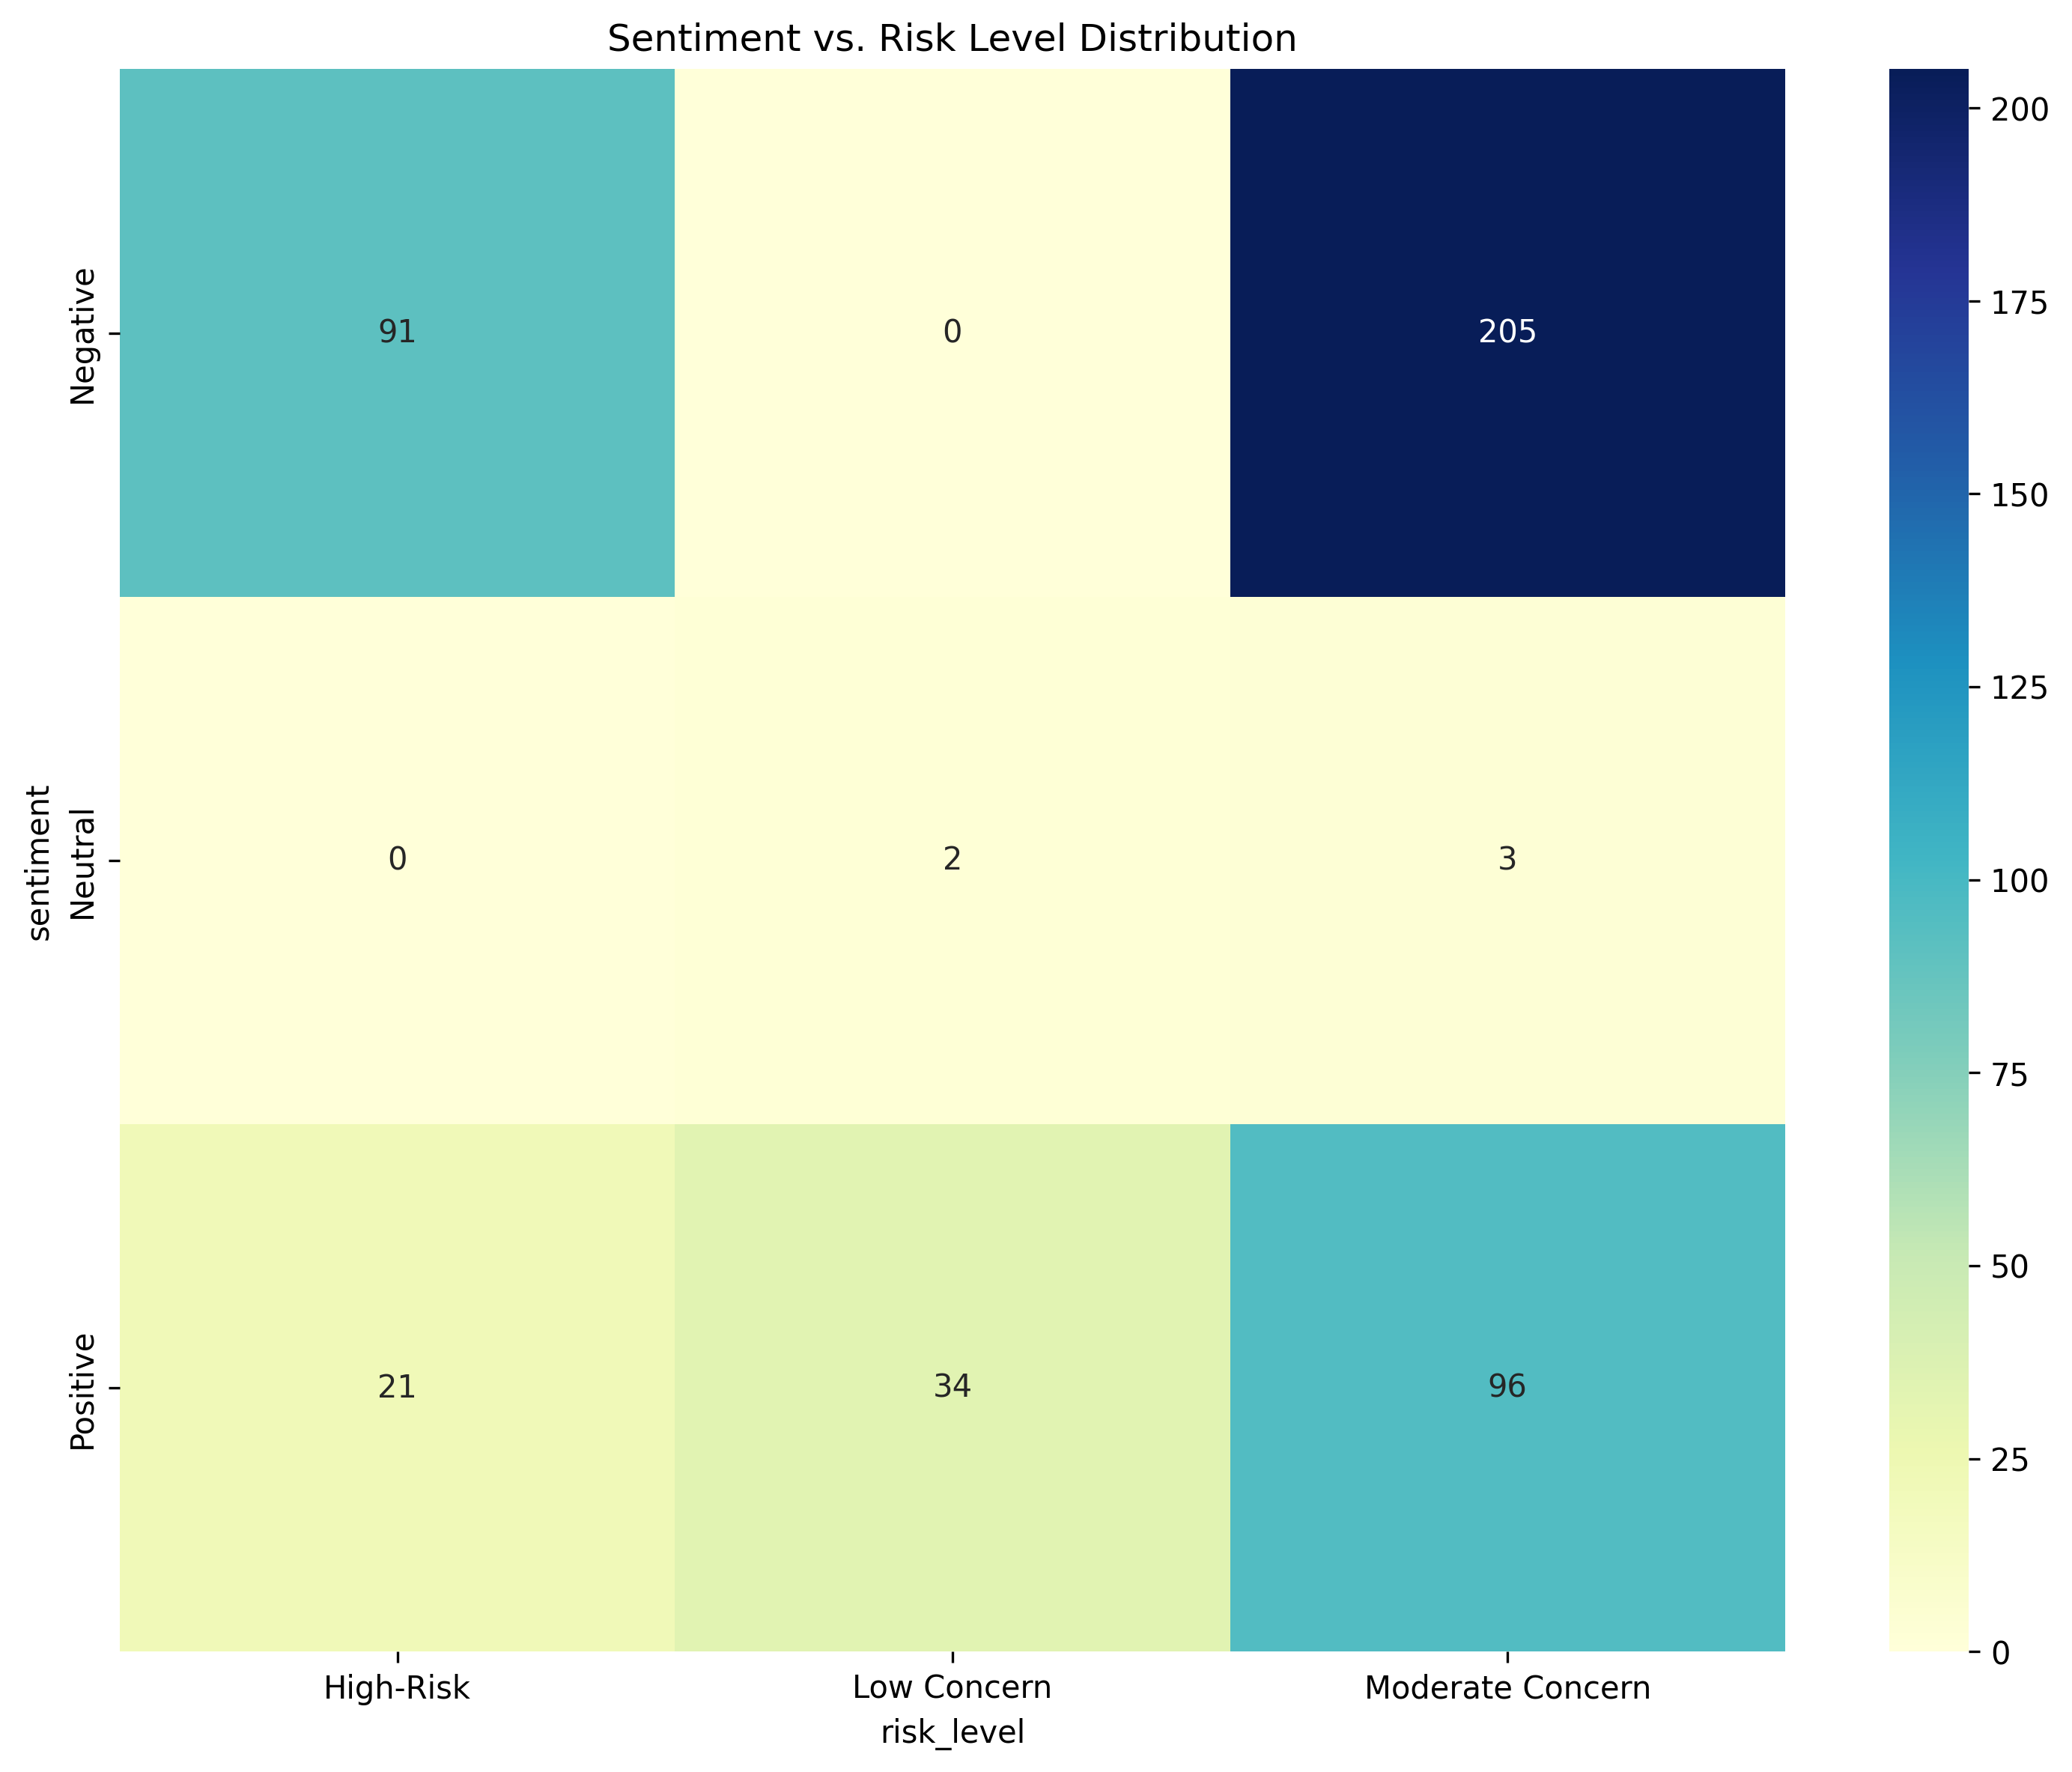 Sentiment vs. Risk Level Distribution
sentiment
Negative
91
0
205
Neutral
0
2
3
Positive
21
34
96
High-Risk
Low Concern
Moderate Concern
risk_level
200
175
150
125
100
75
50
25
0